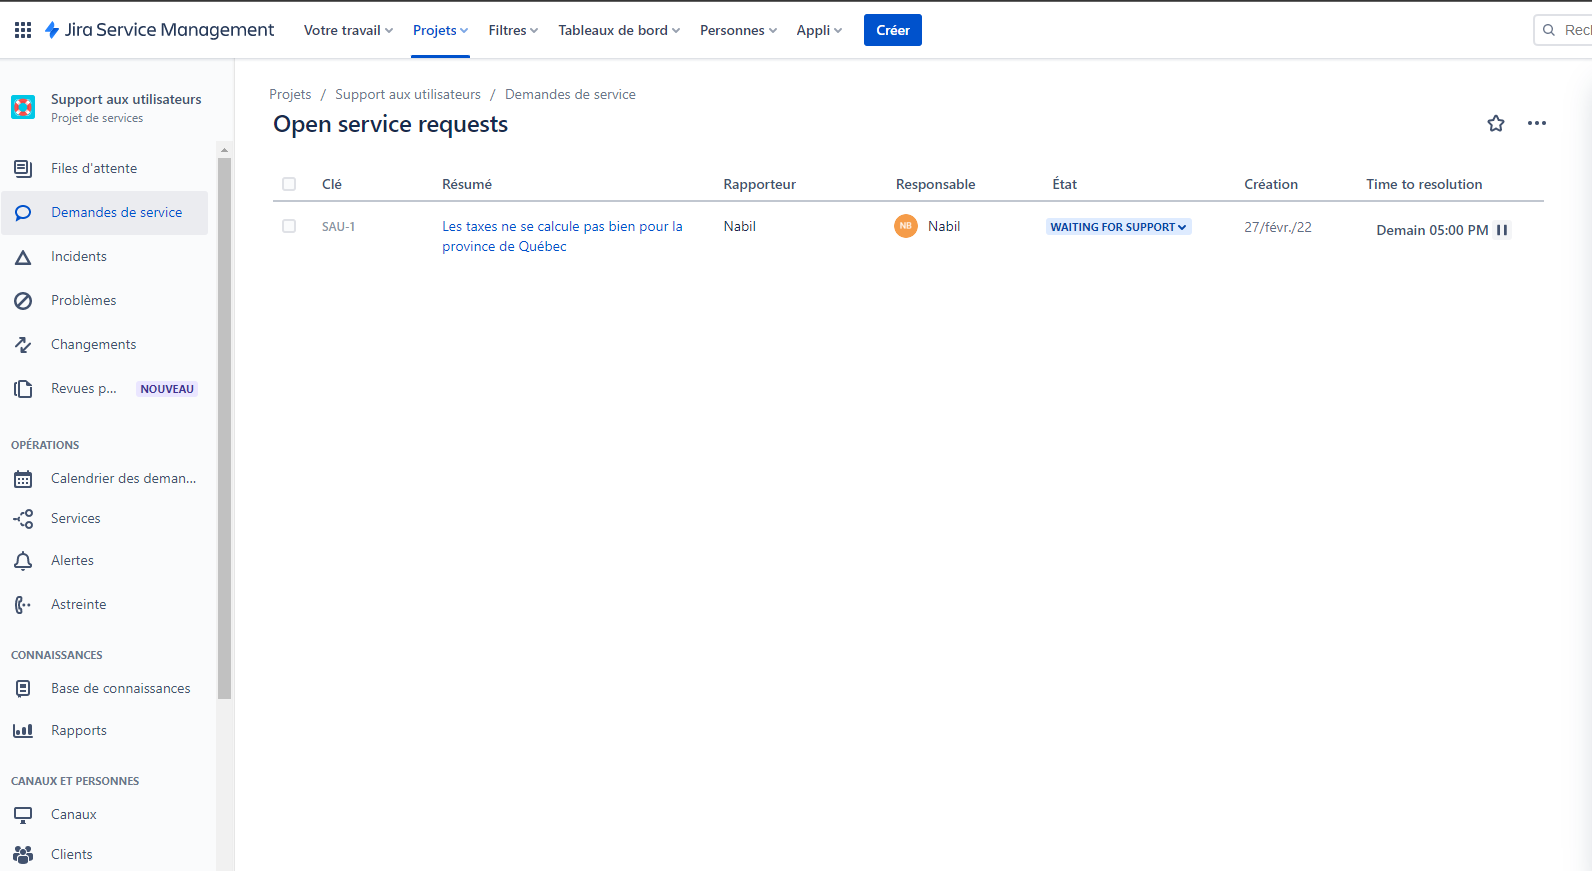 Jira Service Management Votre travail Projets Filtres Tableaux de bord Personnes Appli Créer
Support aux utilisateurs
Projet de services
Files d'attente
Demandes de service
Incidents
Problèmes
Changements
Revues p... NOUVEAU
OPÉRATIONS
Calendrier des deman...
Services
Alertes
Astreinte
CONNAISSANCES
Base de connaissances
Rapports
CANAUX ET PERSONNES
Canaux
Clients
Projets / Support aux utilisateurs / Demandes de service
Open service requests
Clé Résumé Rapporteur Responsable État Création Time to resolution
SAU-1 Les taxes ne se calcule pas bien pour la Nabil NB Nabil WAITING FOR SUPPORT 27/févr./22 Demain 05:00 PM
province de Québec